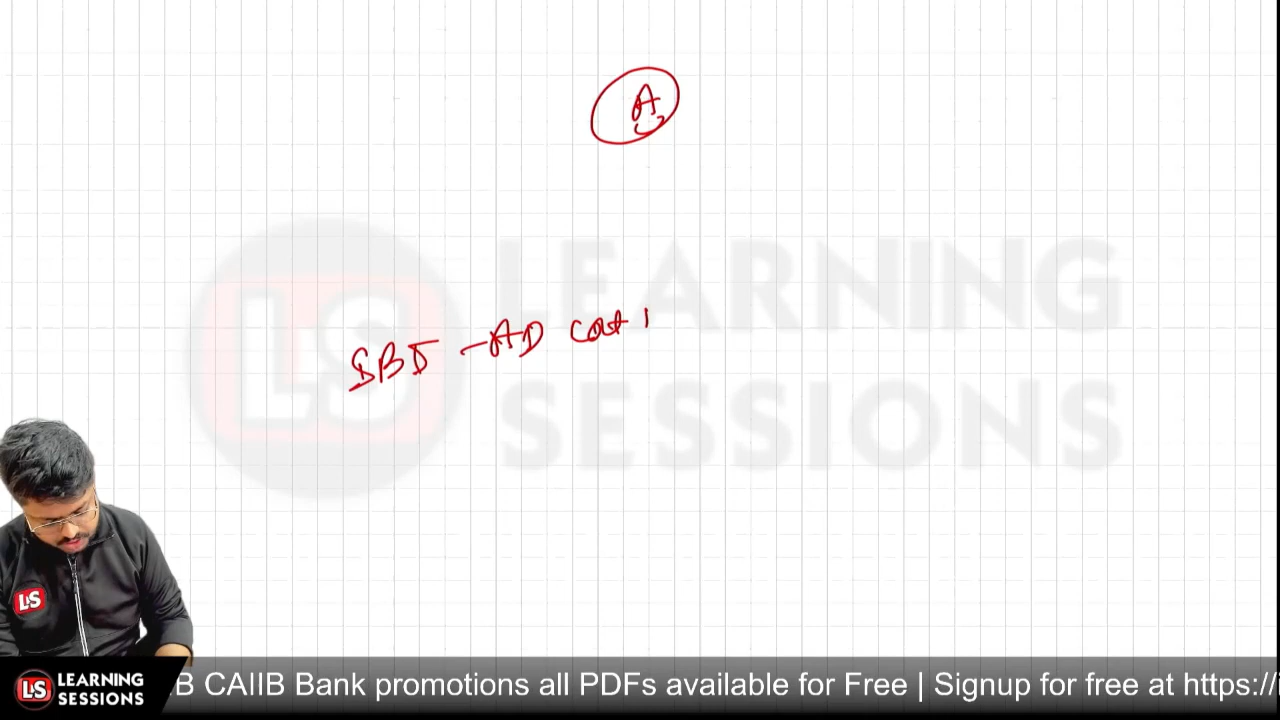 A
SBI - AD Cat I
LEARNING
SESSIONS
LS
LS
LS LEARNING
SESSIONS
B CAIIB Bank promotions all PDFs available for Free | Signup for free at https://